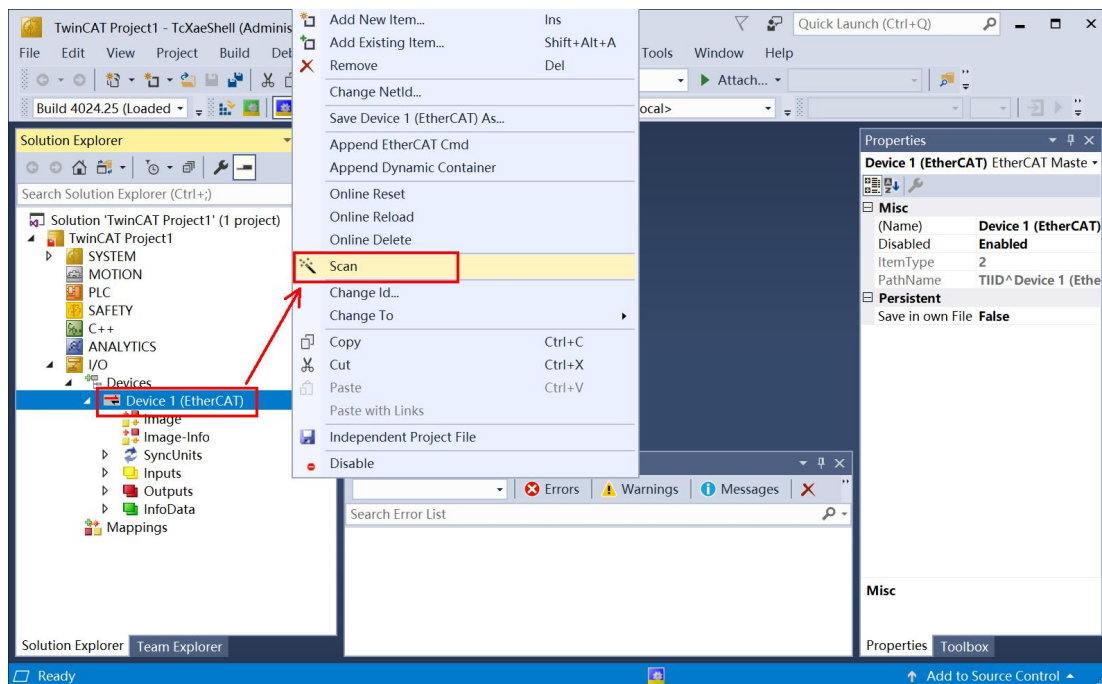 TwinCAT Project1 - TcXaeShell (Adminis
Quick Launch (Ctrl+Q)
File Edit View Project Build Deb
Tools Window Help
Attach...
Build 4024.25 (Loaded
ocal>
Add New Item... Ins
Add Existing Item... Shift+Alt+A
Remove Del
Change NetId...
Save Device 1 (EtherCAT) As...
Append EtherCAT Cmd
Append Dynamic Container
Online Reset
Online Reload
Online Delete
Scan
Change Id...
Change To
Copy Ctrl+C
Cut Ctrl+X
Paste Ctrl+V
Paste with Links
Independent Project File
Disable
Solution Explorer
Search Solution Explorer (Ctrl+;)
Solution 'TwinCAT Project1' (1 project)
TwinCAT Project1
SYSTEM
MOTION
PLC
SAFETY
C++
ANALYTICS
I/O
Devices
Device 1 (EtherCAT)
Image
Image-Info
SyncUnits
Inputs
Outputs
InfoData
Mappings
Solution Explorer Team Explorer
Errors Warnings Messages
Search Error List
Properties
Device 1 (EtherCAT) EtherCAT Maste
Misc
(Name) Device 1 (EtherCAT)
Disabled Enabled
ItemType 2
PathName TIID^Device 1 (Ethe
Persistent
Save in own File False
Misc
Properties Toolbox
Ready
Add to Source Control